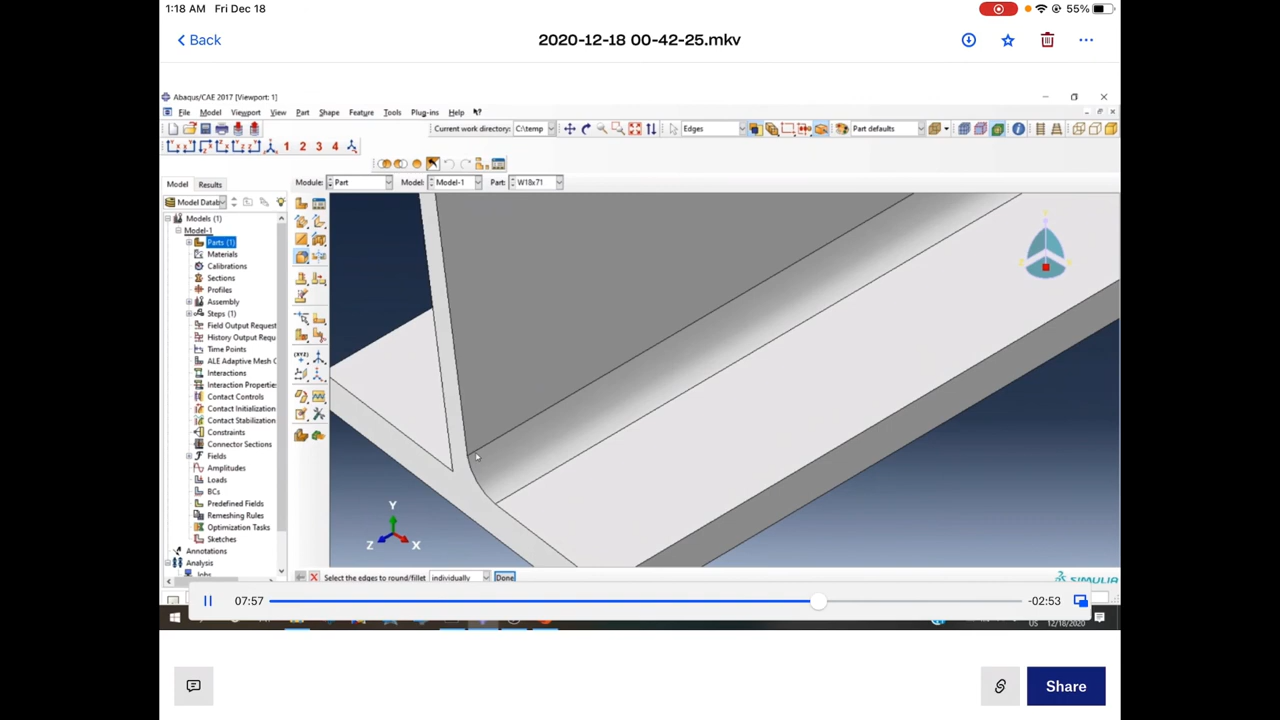 1:18 AM Fri Dec 18
55%
Back
2020-12-18 00-42-25.mkv
Abaqus/CAE 2017 [Viewport: 1]
File Model Viewport View Part Shape Feature Tools Plug-ins Help
Current work directory: C:\temp
Edges
Part defaults
1 2 3 4
Model Results
Module: Part Model: Model-1 Part: W18x71
Model Datab
Models (1)
Model-1
Parts (1)
Materials
Calibrations
Sections
Profiles
Assembly
Steps (1)
Field Output Request
History Output Requ
Time Points
ALE Adaptive Mesh C
Interactions
Interaction Propertie
Contact Controls
Contact Initialization
Contact Stabilization
Constraints
Connector Sections
Fields
Amplitudes
Loads
BCs
Predefined Fields
Remeshing Rules
Optimization Tasks
Sketches
Annotations
Analysis
Jobs
Y
Z X
Select the edges to round/fillet individually Done
SIMULIA
07:57 -02:53
12/18/2020
Share